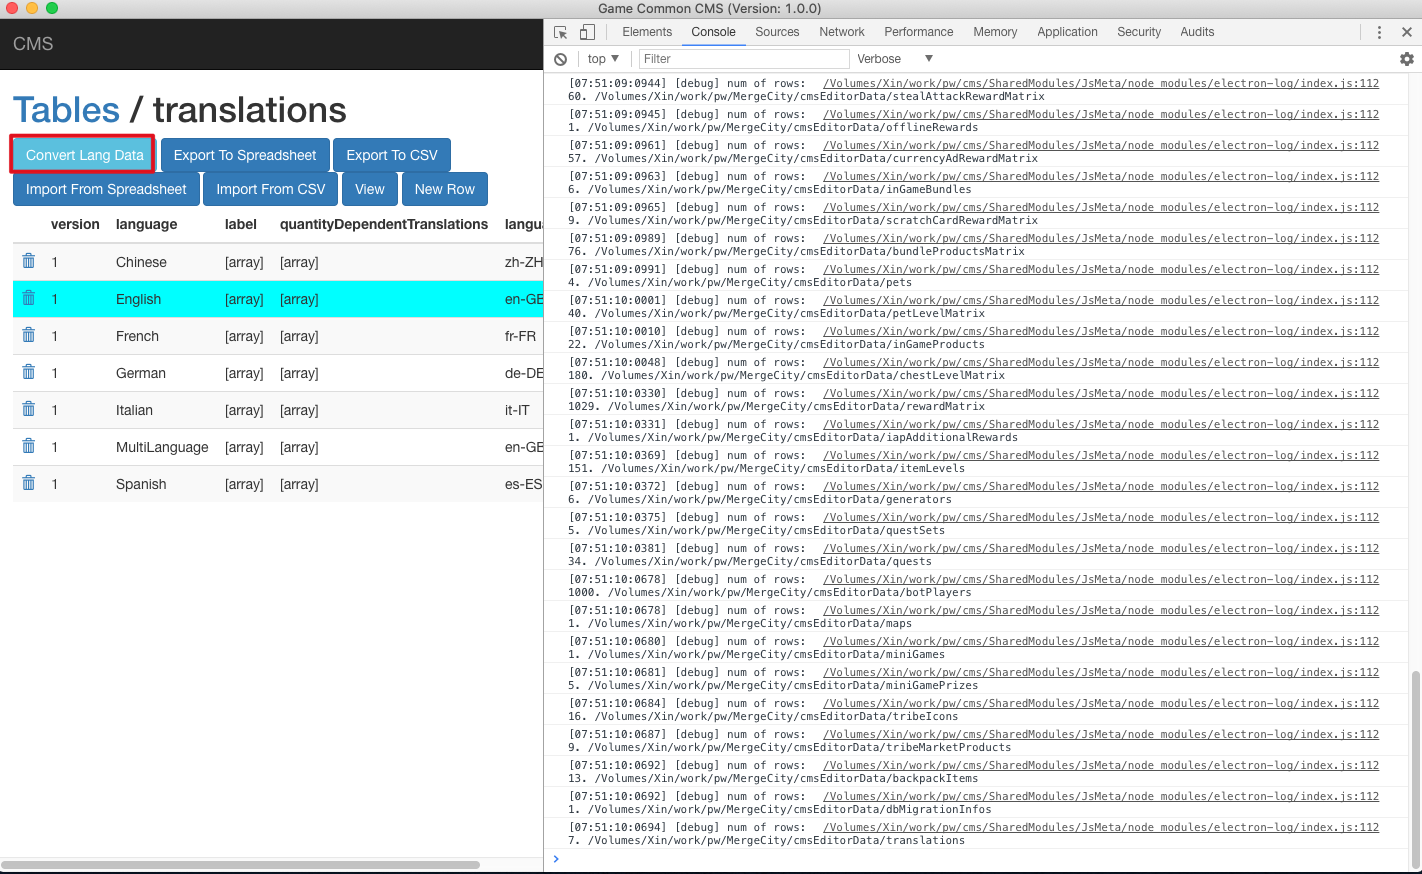 Game Common CMS (Version: 1.0.0)
CMS
Tables / translations
Convert Lang Data
Export To Spreadsheet
Export To CSV
Import From Spreadsheet
Import From CSV
View
New Row
version language label quantityDependentTranslations langua
1 Chinese [array] [array] zh-ZH
1 English [array] [array] en-GB
1 French [array] [array] fr-FR
1 German [array] [array] de-DE
1 Italian [array] [array] it-IT
1 MultiLanguage [array] [array] en-GB
1 Spanish [array] [array] es-ES
Elements Console Sources Network Performance Memory Application Security Audits
top Filter Verbose
[07:51:09:0944] [debug] num of rows: /Volumes/Xin/work/pw/cms/SharedModules/JsMeta/node_modules/electron-log/index.js:112
60. /Volumes/Xin/work/pw/MergeCity/cmsEditorData/stealAttackRewardMatrix
[07:51:09:0945] [debug] num of rows: /Volumes/Xin/work/pw/cms/SharedModules/JsMeta/node_modules/electron-log/index.js:112
1. /Volumes/Xin/work/pw/MergeCity/cmsEditorData/offlineRewards
[07:51:09:0961] [debug] num of rows: /Volumes/Xin/work/pw/cms/SharedModules/JsMeta/node_modules/electron-log/index.js:112
57. /Volumes/Xin/work/pw/MergeCity/cmsEditorData/currencyAdRewardMatrix
[07:51:09:0963] [debug] num of rows: /Volumes/Xin/work/pw/cms/SharedModules/JsMeta/node_modules/electron-log/index.js:112
6. /Volumes/Xin/work/pw/MergeCity/cmsEditorData/inGameBundles
[07:51:09:0965] [debug] num of rows: /Volumes/Xin/work/pw/cms/SharedModules/JsMeta/node_modules/electron-log/index.js:112
9. /Volumes/Xin/work/pw/MergeCity/cmsEditorData/scratchCardRewardMatrix
[07:51:09:0989] [debug] num of rows: /Volumes/Xin/work/pw/cms/SharedModules/JsMeta/node_modules/electron-log/index.js:112
76. /Volumes/Xin/work/pw/MergeCity/cmsEditorData/bundleProductsMatrix
[07:51:09:0991] [debug] num of rows: /Volumes/Xin/work/pw/cms/SharedModules/JsMeta/node_modules/electron-log/index.js:112
4. /Volumes/Xin/work/pw/MergeCity/cmsEditorData/pets
[07:51:10:0001] [debug] num of rows: /Volumes/Xin/work/pw/cms/SharedModules/JsMeta/node_modules/electron-log/index.js:112
40. /Volumes/Xin/work/pw/MergeCity/cmsEditorData/petLevelMatrix
[07:51:10:0010] [debug] num of rows: /Volumes/Xin/work/pw/cms/SharedModules/JsMeta/node_modules/electron-log/index.js:112
22. /Volumes/Xin/work/pw/MergeCity/cmsEditorData/inGameProducts
[07:51:10:0048] [debug] num of rows: /Volumes/Xin/work/pw/cms/SharedModules/JsMeta/node_modules/electron-log/index.js:112
180. /Volumes/Xin/work/pw/MergeCity/cmsEditorData/chestLevelMatrix
[07:51:10:0330] [debug] num of rows: /Volumes/Xin/work/pw/cms/SharedModules/JsMeta/node_modules/electron-log/index.js:112
1029. /Volumes/Xin/work/pw/MergeCity/cmsEditorData/rewardMatrix
[07:51:10:0331] [debug] num of rows: /Volumes/Xin/work/pw/cms/SharedModules/JsMeta/node_modules/electron-log/index.js:112
1. /Volumes/Xin/work/pw/MergeCity/cmsEditorData/iapAdditionalRewards
[07:51:10:0369] [debug] num of rows: /Volumes/Xin/work/pw/cms/SharedModules/JsMeta/node_modules/electron-log/index.js:112
151. /Volumes/Xin/work/pw/MergeCity/cmsEditorData/itemLevels
[07:51:10:0372] [debug] num of rows: /Volumes/Xin/work/pw/cms/SharedModules/JsMeta/node_modules/electron-log/index.js:112
6. /Volumes/Xin/work/pw/MergeCity/cmsEditorData/generators
[07:51:10:0375] [debug] num of rows: /Volumes/Xin/work/pw/cms/SharedModules/JsMeta/node_modules/electron-log/index.js:112
5. /Volumes/Xin/work/pw/MergeCity/cmsEditorData/questSets
[07:51:10:0381] [debug] num of rows: /Volumes/Xin/work/pw/cms/SharedModules/JsMeta/node_modules/electron-log/index.js:112
34. /Volumes/Xin/work/pw/MergeCity/cmsEditorData/quests
[07:51:10:0678] [debug] num of rows: /Volumes/Xin/work/pw/cms/SharedModules/JsMeta/node_modules/electron-log/index.js:112
1000. /Volumes/Xin/work/pw/MergeCity/cmsEditorData/botPlayers
[07:51:10:0678] [debug] num of rows: /Volumes/Xin/work/pw/cms/SharedModules/JsMeta/node_modules/electron-log/index.js:112
1. /Volumes/Xin/work/pw/MergeCity/cmsEditorData/maps
[07:51:10:0680] [debug] num of rows: /Volumes/Xin/work/pw/cms/SharedModules/JsMeta/node_modules/electron-log/index.js:112
1. /Volumes/Xin/work/pw/MergeCity/cmsEditorData/miniGames
[07:51:10:0681] [debug] num of rows: /Volumes/Xin/work/pw/cms/SharedModules/JsMeta/node_modules/electron-log/index.js:112
5. /Volumes/Xin/work/pw/MergeCity/cmsEditorData/miniGamePrizes
[07:51:10:0684] [debug] num of rows: /Volumes/Xin/work/pw/cms/SharedModules/JsMeta/node_modules/electron-log/index.js:112
16. /Volumes/Xin/work/pw/MergeCity/cmsEditorData/tribeIcons
[07:51:10:0687] [debug] num of rows: /Volumes/Xin/work/pw/cms/SharedModules/JsMeta/node_modules/electron-log/index.js:112
9. /Volumes/Xin/work/pw/MergeCity/cmsEditorData/tribeMarketProducts
[07:51:10:0692] [debug] num of rows: /Volumes/Xin/work/pw/cms/SharedModules/JsMeta/node_modules/electron-log/index.js:112
13. /Volumes/Xin/work/pw/MergeCity/cmsEditorData/backpackItems
[07:51:10:0692] [debug] num of rows: /Volumes/Xin/work/pw/cms/SharedModules/JsMeta/node_modules/electron-log/index.js:112
1. /Volumes/Xin/work/pw/MergeCity/cmsEditorData/dbMigrationInfos
[07:51:10:0694] [debug] num of rows: /Volumes/Xin/work/pw/cms/SharedModules/JsMeta/node_modules/electron-log/index.js:112
7. /Volumes/Xin/work/pw/MergeCity/cmsEditorData/translations